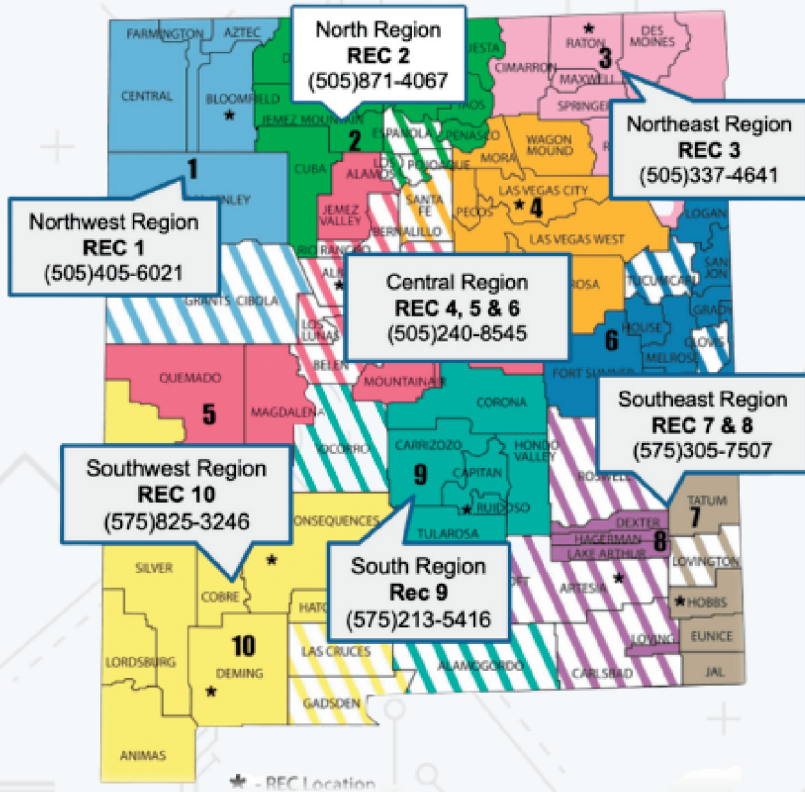 FARMINGTON
AZTEC
North Region
REC 2
(505)871-4067
RATON
3
DES
MOINES
CIMARRON
MAXWELL
SPRINGER
CENTRAL
BLOOMFIELD
JEMEZ MOUNTAIN
2
ESPANOLA
PENASCO
TAOS
Northeast Region
REC 3
(505)337-4641
WAGON
MOUND
MORA
CUBA
LOS
ALAMOS
POJOAQUE
1
Northwest Region
REC 1
(505)405-6021
JEMEZ
VALLEY
SANTA
FE
PECOS
LAS VEGAS CITY
4
LAS VEGAS WEST
BERNALILLO
LOGAN
RIO RANCHO
Central Region
REC 4, 5 & 6
(505)240-8545
TUCUMCARI
SAN
JON
GRADY
GRANTS CIBOLA
LOS
LUNAS
BELEN
6
HOUSE
MELROSE
CLOVIS
FORT SUMNER
QUEMADO
5
MAGDALENA
MOUNTAINAIR
CORONA
Southeast Region
REC 7 & 8
(575)305-7507
SOCORRO
CARRIZOZO
HONDO
VALLEY
CAPITAN
9
RUIDOSO
ROSWELL
Southwest Region
REC 10
(575)825-3246
TULAROSA
TATUM
7
DEXTER
HAGERMAN
LAKE ARTHUR
8
LOVINGTON
South Region
Rec 9
(575)213-5416
ARTESIA
HOBBS
SILVER
COBRE
LORDSBURG
10
DEMING
LAS CRUCES
GADSDEN
ALAMOGORDO
LOVING
CARLSBAD
EUNICE
JAL
ANIMAS
★ - REC Location